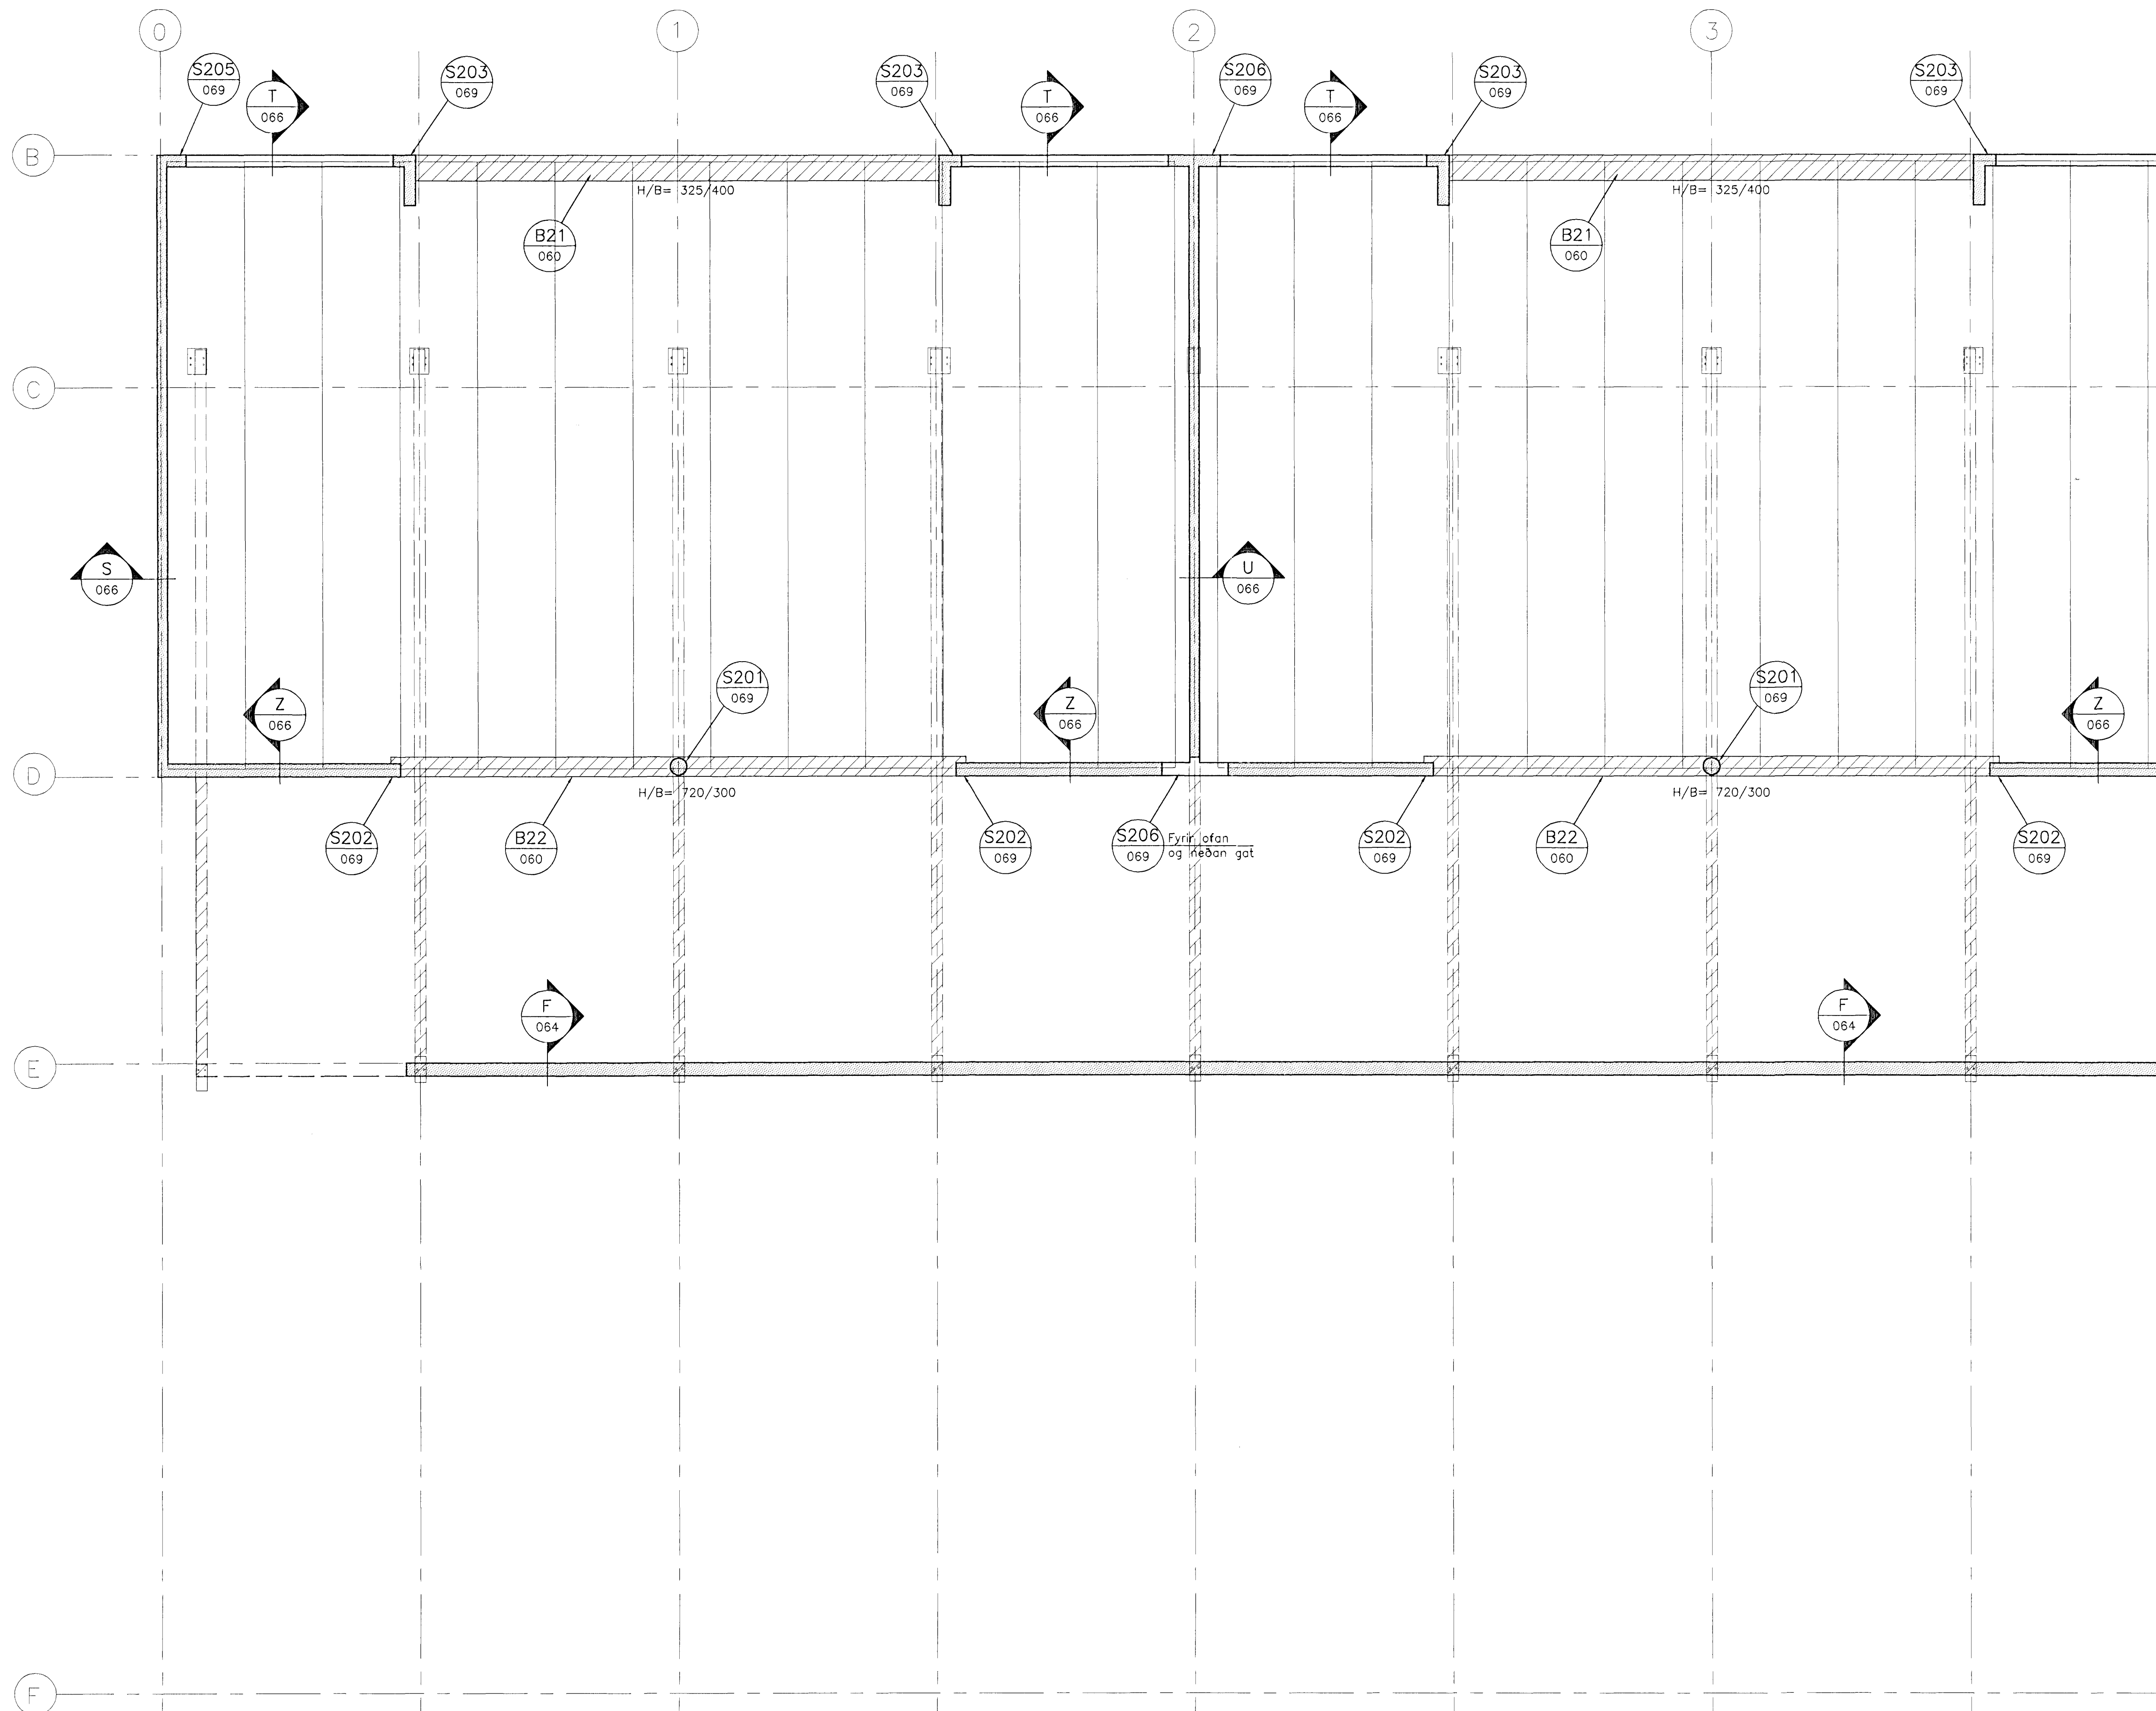 0
1
2
3
S205
069
T
066
S203
069
S203
069
T
066
S206
069
T
066
S203
069
S203
069
B
H/B= 325/400
H/B= 325/400
B21
060
B21
060
C
S
066
U
066
Z
066
S201
069
Z
066
S201
069
Z
066
D
H/B= 720/300
H/B= 720/300
S202
069
B22
060
S202
069
S206
069
Fyrir ofan
og neðan gat
S202
069
B22
060
S202
069
F
064
F
064
E
F